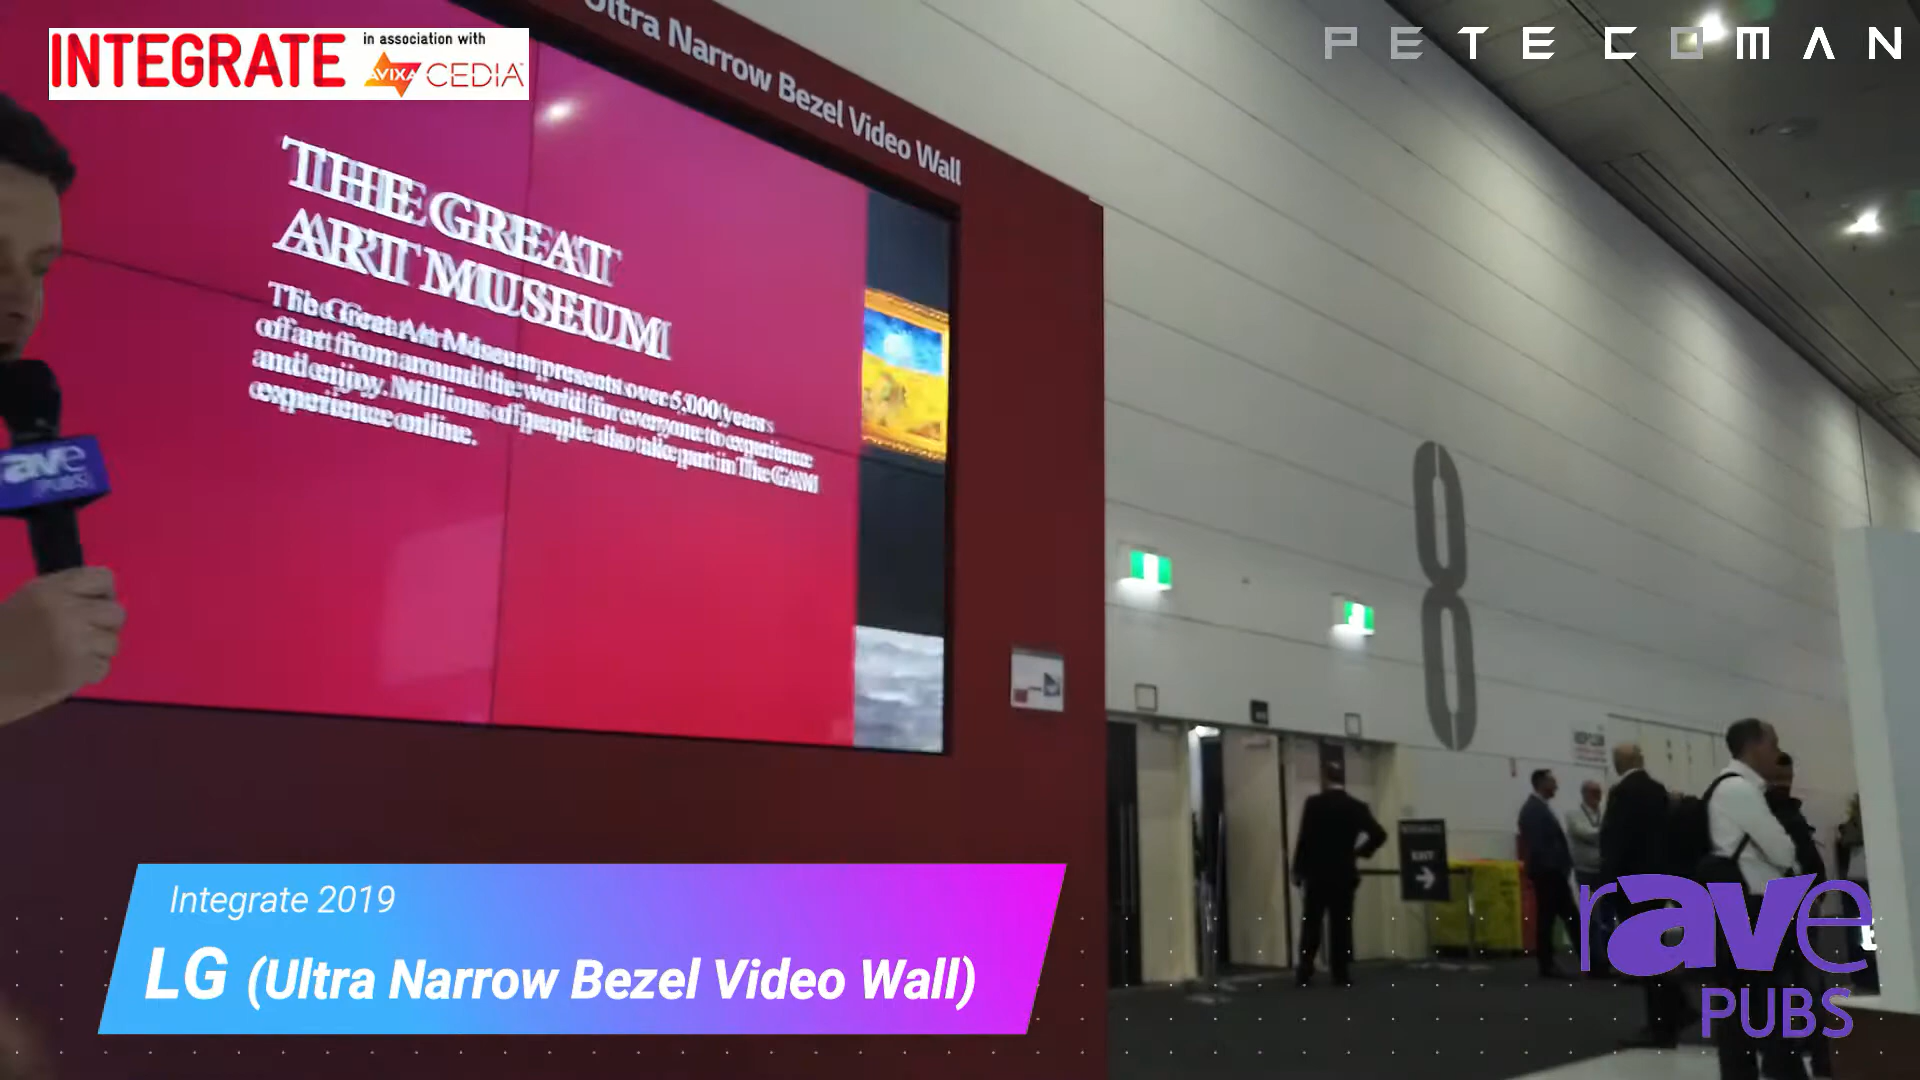 INTEGRATE
in association with
AVIXA
CEDIA
PETE COMAN
Ultra Narrow Bezel Video Wall
THE GREAT
ART MUSEUM
The Great Art Museum presents over 5,000 years
of art from around the world for everyone to experience
and enjoy. Millions of people also take part in The GAM
experience online.
rave
[PUBS]
8
EXIT
Integrate 2019
LG (Ultra Narrow Bezel Video Wall)
rave
PUBS